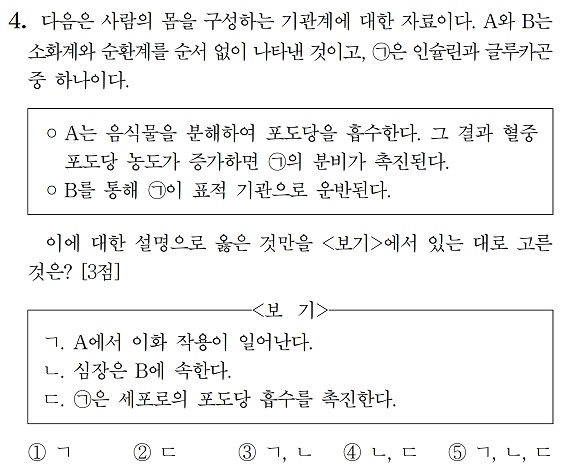 4. 다음은 사람의 몸을 구성하는 기관계에 대한 자료이다. A와 B는
소화계와 순환계를 순서 없이 나타낸 것이고, ㉠은 인슐린과 글루카곤
중 하나이다.
○ A는 음식물을 분해하여 포도당을 흡수한다. 그 결과 혈중
포도당 농도가 증가하면 ㉠의 분비가 촉진된다.
○ B를 통해 ㉠이 표적 기관으로 운반된다.
이에 대한 설명으로 옳은 것만을 <보기>에서 있는 대로 고른
것은? [3점]
<보 기>
ㄱ. A에서 이화 작용이 일어난다.
ㄴ. 심장은 B에 속한다.
ㄷ. ㉠은 세포로의 포도당 흡수를 촉진한다.
① ㄱ ② ㄷ ③ ㄱ, ㄴ ④ ㄴ, ㄷ ⑤ ㄱ, ㄴ, ㄷ